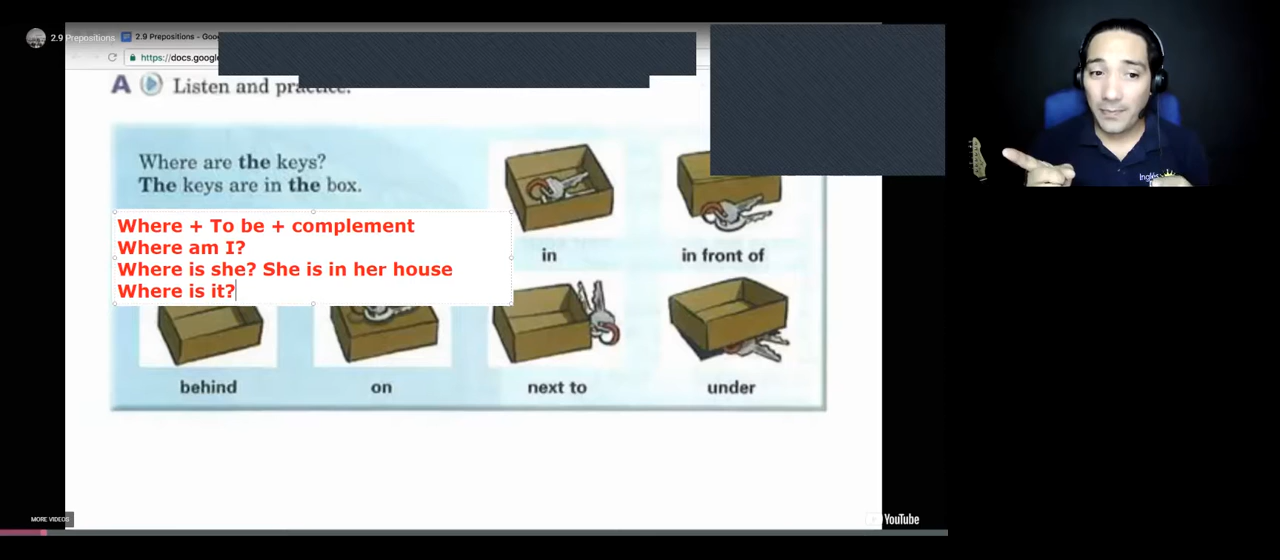 2.9 Prepositions
2.9 Prepositions - Goo
https://docs.google
A Listen and practice.
Where are the keys?
The keys are in the box.
Where + To be + complement
Where am I?
Where is she? She is in her house
Where is it?
in
in front of
behind
on
next to
under
Inglés
MORE VIDEOS
YouTube